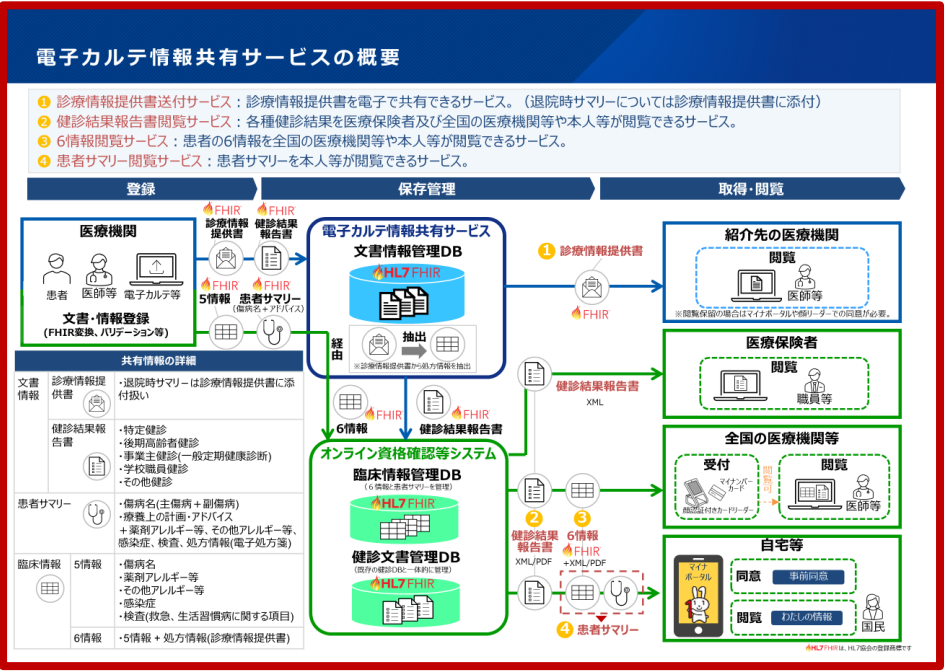 電子カルテ情報共有サービスの概要
1 診療情報提供書送付サービス：診療情報提供書を電子で共有できるサービス。（退院時サマリーについては診療情報提供書に添付）
2 健診結果報告書閲覧サービス：各種健診結果を医療保険者及び全国の医療機関等や本人等が閲覧できるサービス。
3 6情報閲覧サービス：患者の6情報を全国の医療機関等や本人等が閲覧できるサービス。
4 患者サマリー閲覧サービス：患者サマリーを本人等が閲覧できるサービス。
登録
保存管理
取得・閲覧
医療機関
患者
医師等
電子カルテ等
文書・情報登録
(FHIR変換、バリデーション等)
FHIR
診療情報
提供書
FHIR
健診結果
報告書
FHIR
5情報
FHIR
患者サマリー
(傷病名＋アドバイス)
経由
電子カルテ情報共有サービス
文書情報管理DB
HL7 FHIR
抽出
※診療情報提供書から処方情報を抽出
FHIR
6情報
FHIR
健診結果報告書
オンライン資格確認等システム
臨床情報管理DB
(６情報と患者サマリーを管理)
HL7 FHIR
健診文書管理DB
(既存の健診DBと一体的に管理)
HL7 FHIR
1 診療情報提供書
FHIR
健診結果報告書
XML
2
健診結果
報告書
XML/PDF
3
6情報
FHIR
+XML/PDF
4 患者サマリー
紹介先の医療機関
閲覧
医師等
※閲覧保留の場合はマイナポータルや顔リーダーでの同意が必要。
医療保険者
閲覧
職員等
全国の医療機関等
受付
マイナンバー
カード
顔認証付きカードリーダー
閲覧可
閲覧
医師等
自宅等
マイナ
ポータル
同意
事前同意
閲覧
わたしの情報
国民
共有情報の詳細
文書
情報
診療情報提
供書
・退院時サマリーは診療情報提供書に添
付扱い
健診結果報
告書
・特定健診
・後期高齢者健診
・事業主健診(一般定期健康診断)
・学校職員健診
・その他健診
患者サマリー
・傷病名(主傷病＋副傷病)
・療養上の計画・アドバイス
＋薬剤アレルギー等、その他アレルギー等、
感染症、検査、処方情報(電子処方箋)
臨床情報
5情報
・傷病名
・薬剤アレルギー等
・その他アレルギー等
・感染症
・検査(救急、生活習慣病に関する項目)
6情報
・5情報＋処方情報(診療情報提供書)
HL7 FHIR は、HL7協会の登録商標です